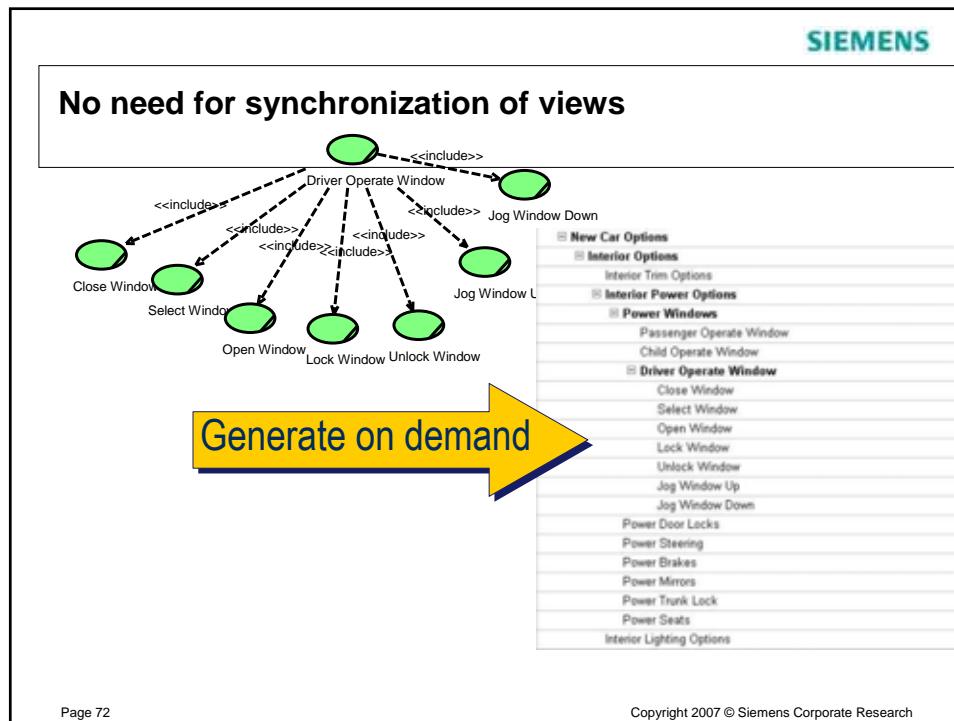 SIEMENS
No need for synchronization of views
<<include>>
Driver Operate Window
<<include>>
<<include>>
Jog Window Down
<<include>>
<<include>>
<<include>>
<<include>>
Close Window
Select Windo
Jog Window U
Open Window
Lock Window
Unlock Window
New Car Options
Interior Options
Interior Trim Options
Interior Power Options
Power Windows
Passenger Operate Window
Child Operate Window
Driver Operate Window
Close Window
Select Window
Open Window
Lock Window
Unlock Window
Jog Window Up
Jog Window Down
Power Door Locks
Power Steering
Power Brakes
Power Mirrors
Power Trunk Lock
Power Seats
Interior Lighting Options
Generate on demand
Page 72
Copyright 2007 © Siemens Corporate Research